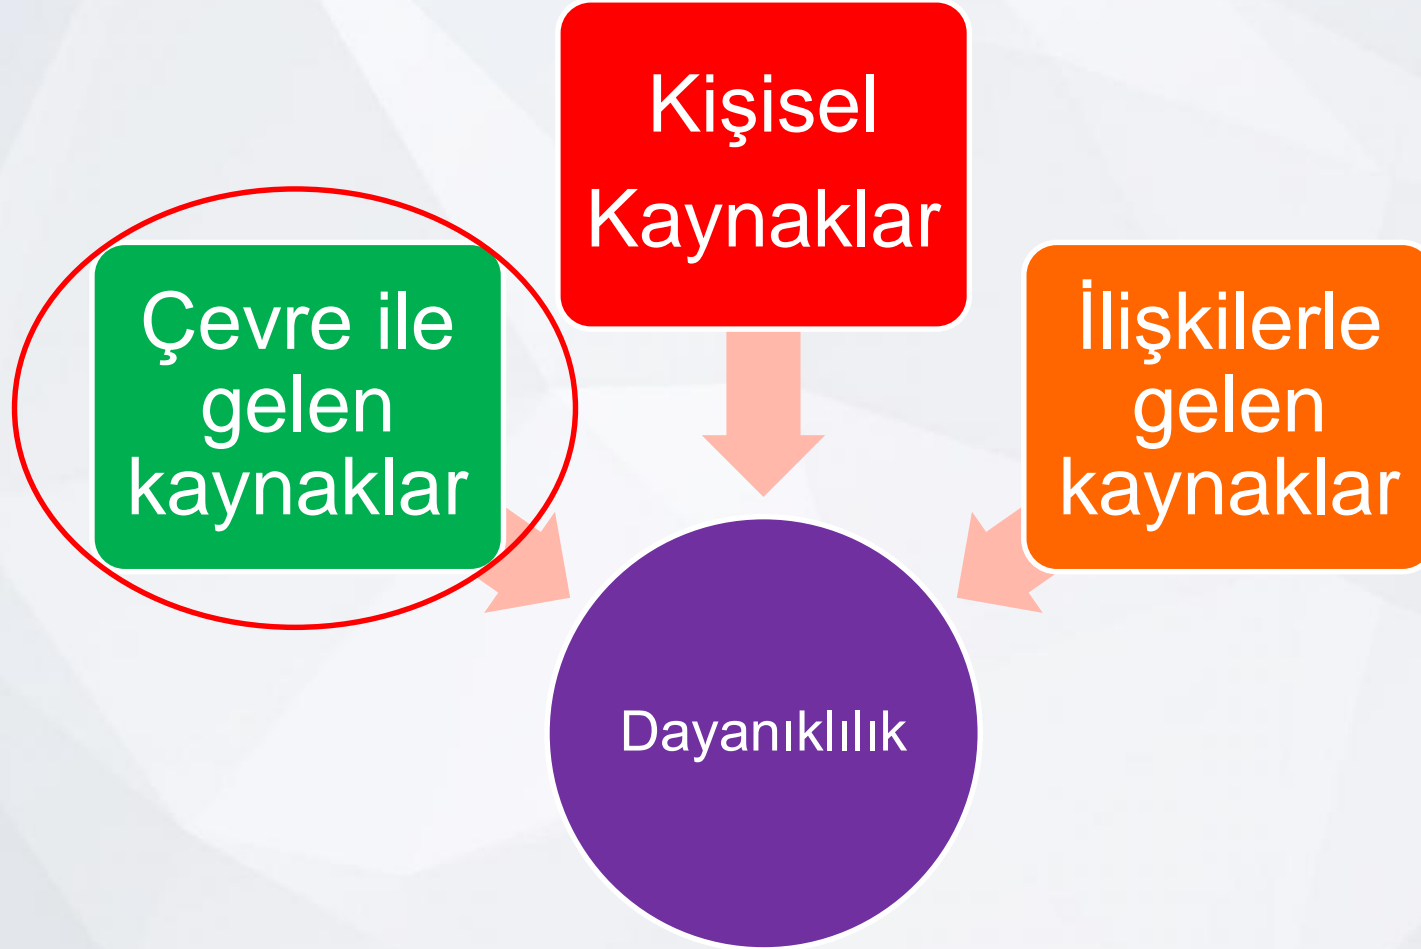 Kişisel
Kaynaklar
Çevre ile
gelen
kaynaklar
İlişkilerle
gelen
kaynaklar
Dayanıklılık